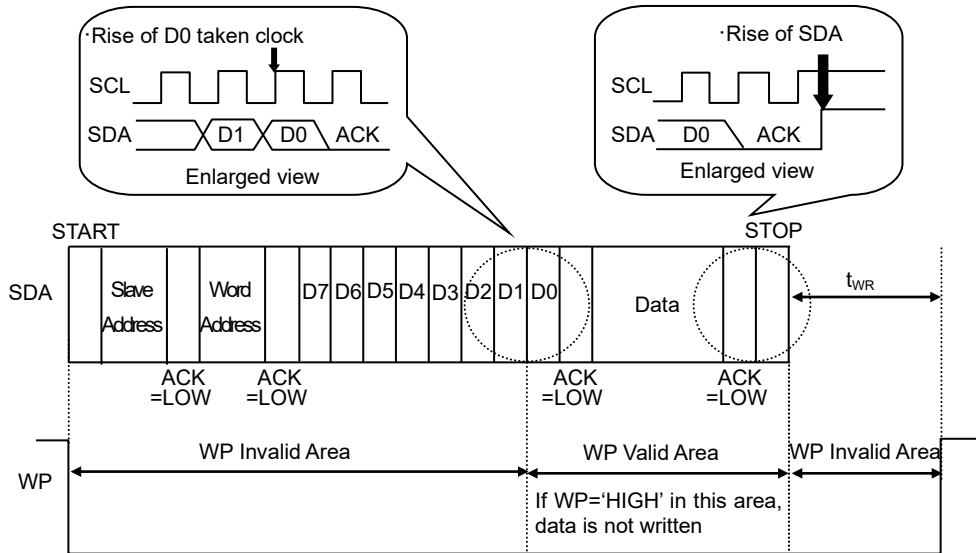 ·Rise of D0 taken clock
SCL
SDA D1 D0 ACK
Enlarged view
·Rise of SDA
SCL
SDA D0 ACK
Enlarged view
START STOP
SDA Slave Address Word Address D7 D6 D5 D4 D3 D2 D1 D0 Data tWR
ACK =LOW ACK =LOW ACK =LOW ACK =LOW
WP WP Invalid Area WP Valid Area WP Invalid Area
If WP=‘HIGH’ in this area,
data is not written